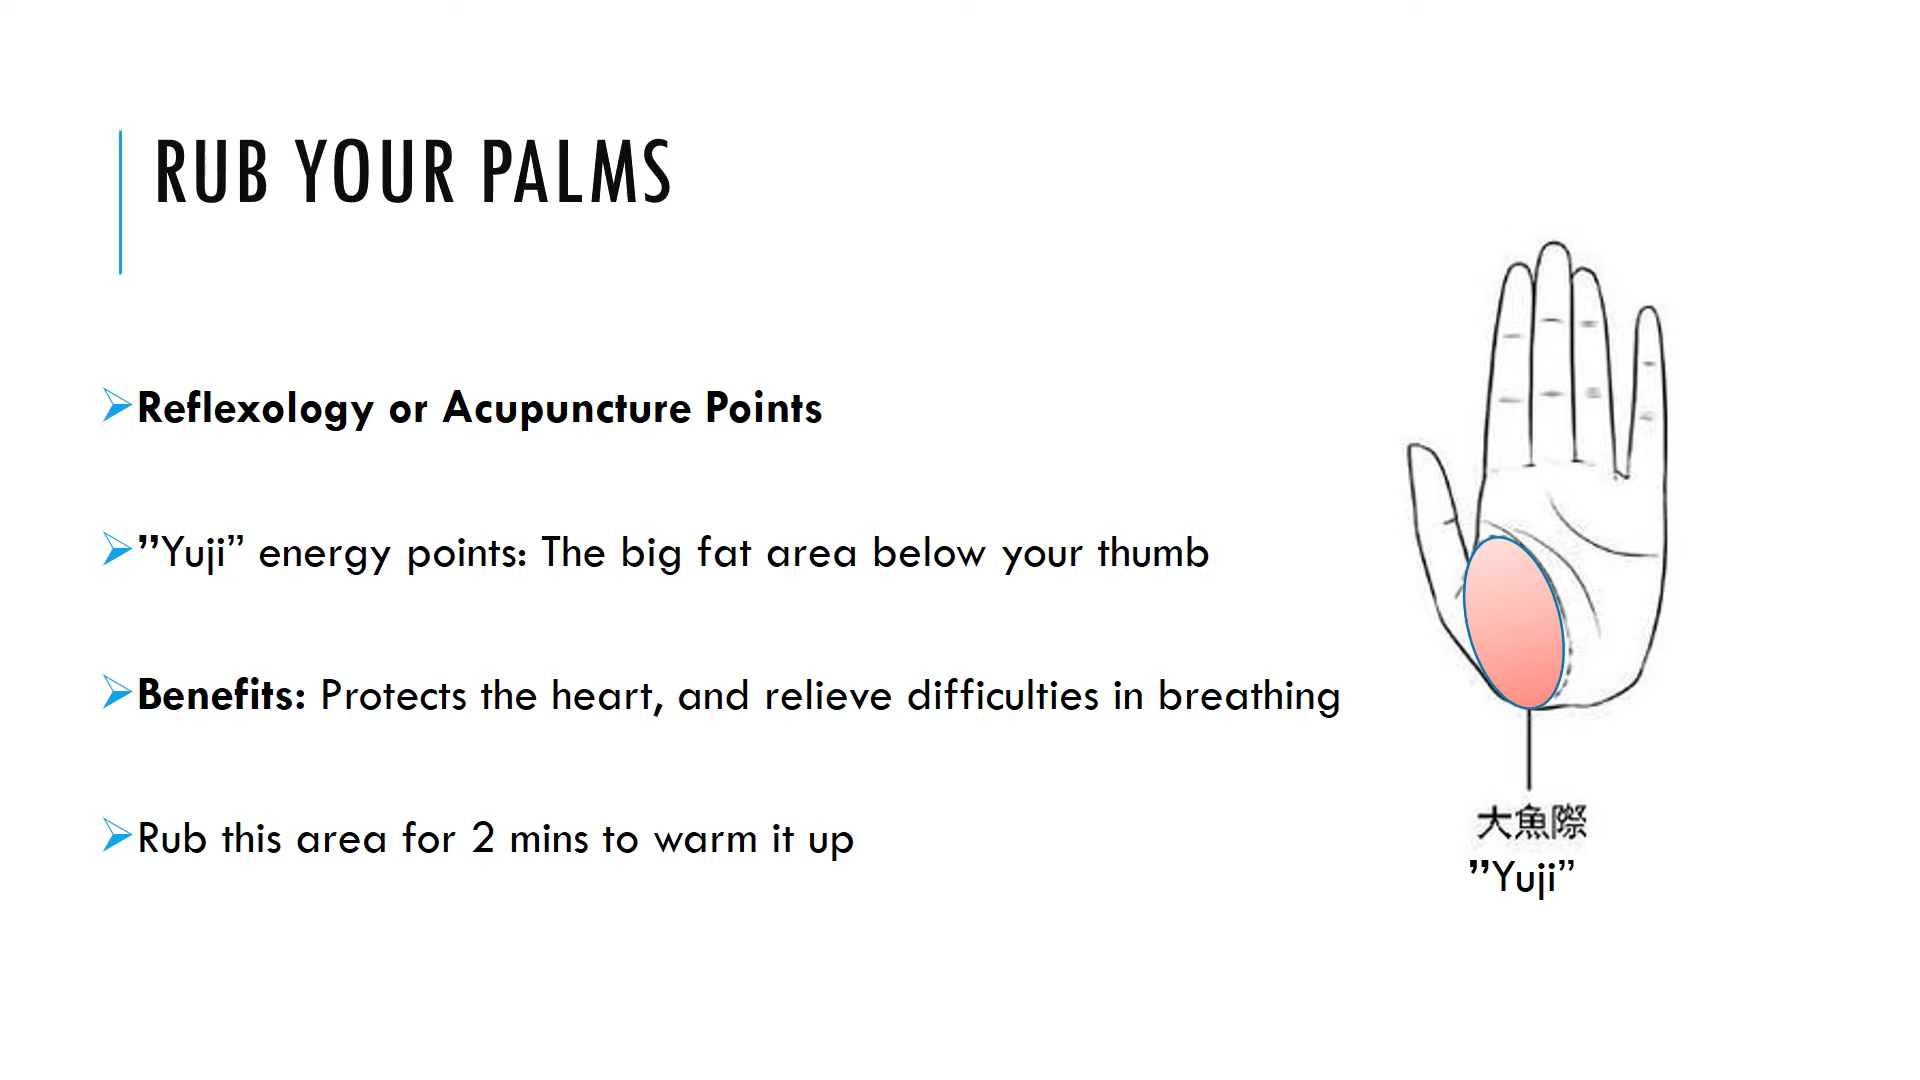 RUB YOUR PALMS
Reflexology or Acupuncture Points
”Yuji” energy points: The big fat area below your thumb
Benefits: Protects the heart, and relieve difficulties in breathing
Rub this area for 2 mins to warm it up
大魚際
”Yuji”